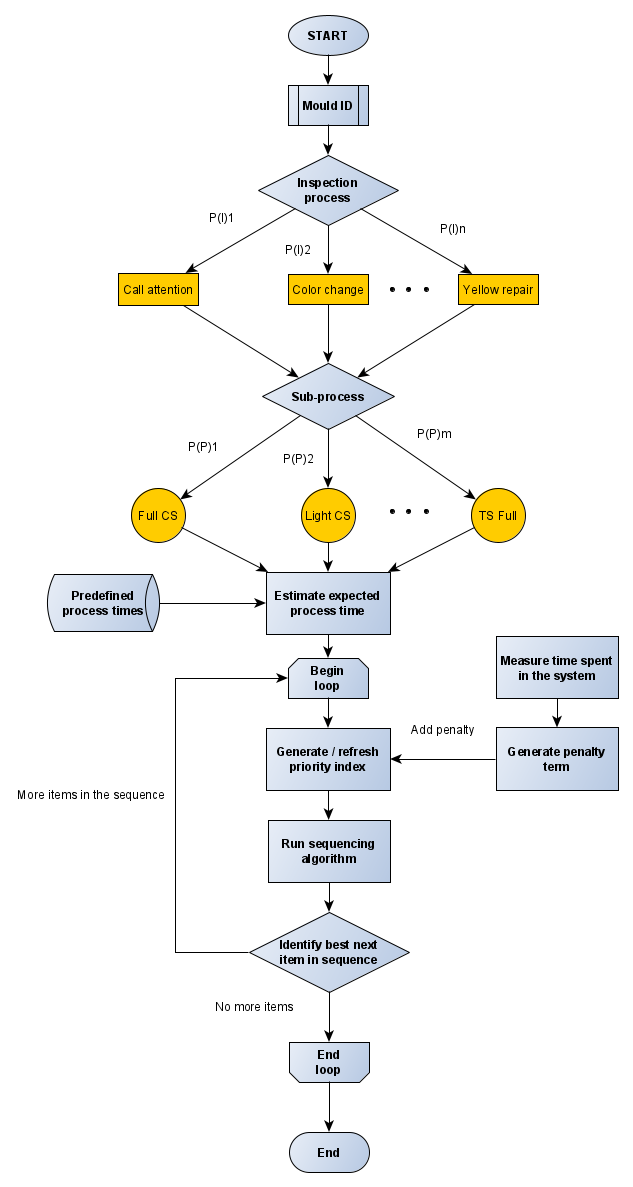 START
Mould ID
Inspection
process
P(I)1
P(I)2
P(I)n
Call attention
Color change
Yellow repair
Sub-process
P(P)1
P(P)2
P(P)m
Full CS
Light CS
TS Full
Predefined
process times
Estimate expected
process time
Measure time spent
in the system
Begin
loop
Add penalty
Generate / refresh
priority index
Generate penalty
term
More items in the sequence
Run sequencing
algorithm
Identify best next
item in sequence
No more items
End
loop
End